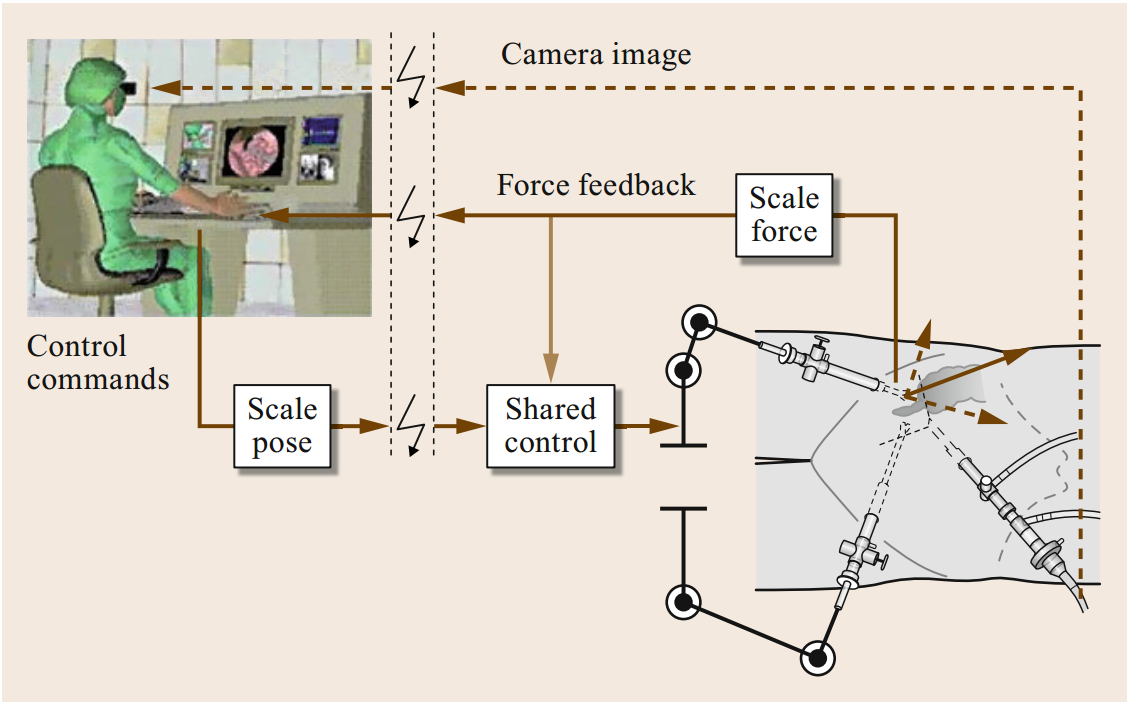 Camera image
Force feedback
Scale
force
Control
commands
Scale
pose
Shared
control